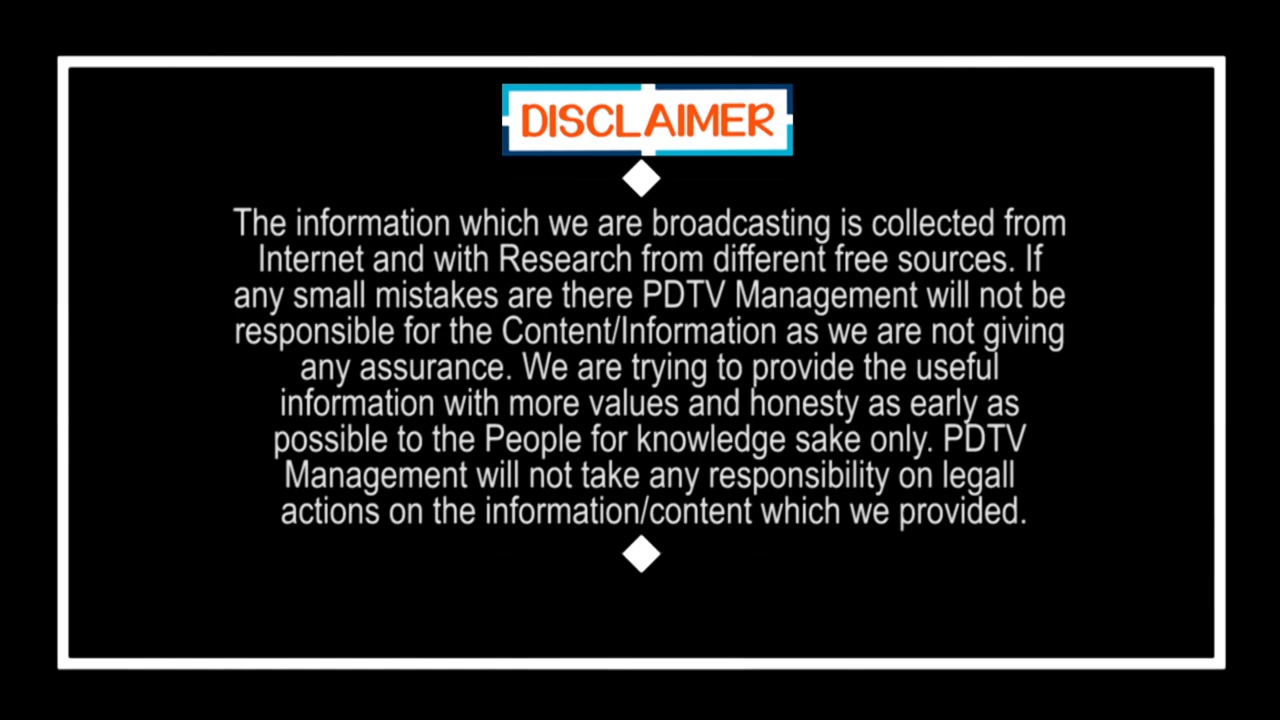 DISCLAIMER
The information which we are broadcasting is collected from
Internet and with Research from different free sources. If
any small mistakes are there PDTV Management will not be
responsible for the Content/Information as we are not giving
any assurance. We are trying to provide the useful
information with more values and honesty as early as
possible to the People for knowledge sake only. PDTV
Management will not take any responsibility on legall
actions on the information/content which we provided.